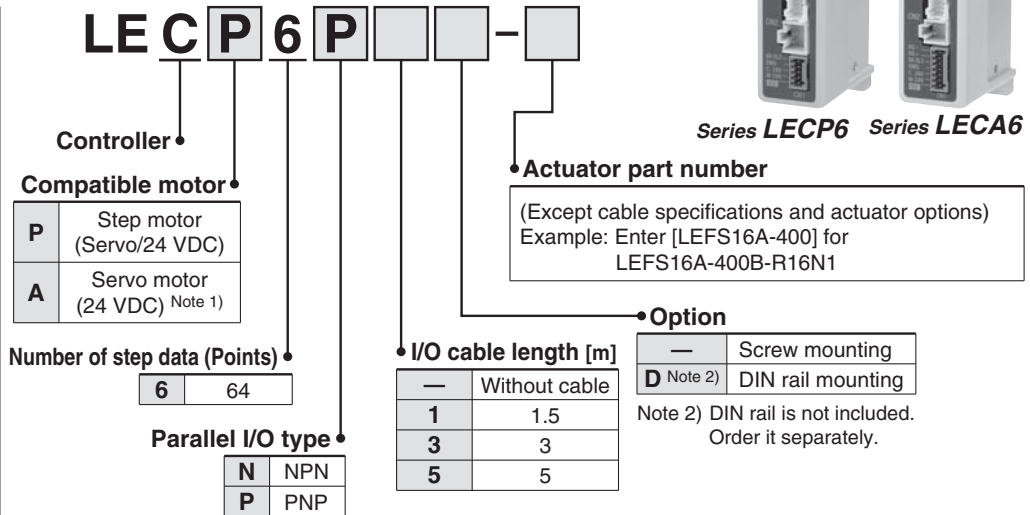 LE C P 6 P –
Series LECP6 Series LECA6
Controller
Compatible motor
P Step motor
(Servo/24 VDC)
A Servo motor
(24 VDC) Note 1)
Number of step data (Points)
6 64
Parallel I/O type
N NPN
P PNP
I/O cable length [m]
— Without cable
1 1.5
3 3
5 5
Option
— Screw mounting
D Note 2) DIN rail mounting
Note 2) DIN rail is not included.
Order it separately.
Actuator part number
(Except cable specifications and actuator options)
Example: Enter [LEFS16A-400] for
LEFS16A-400B-R16N1